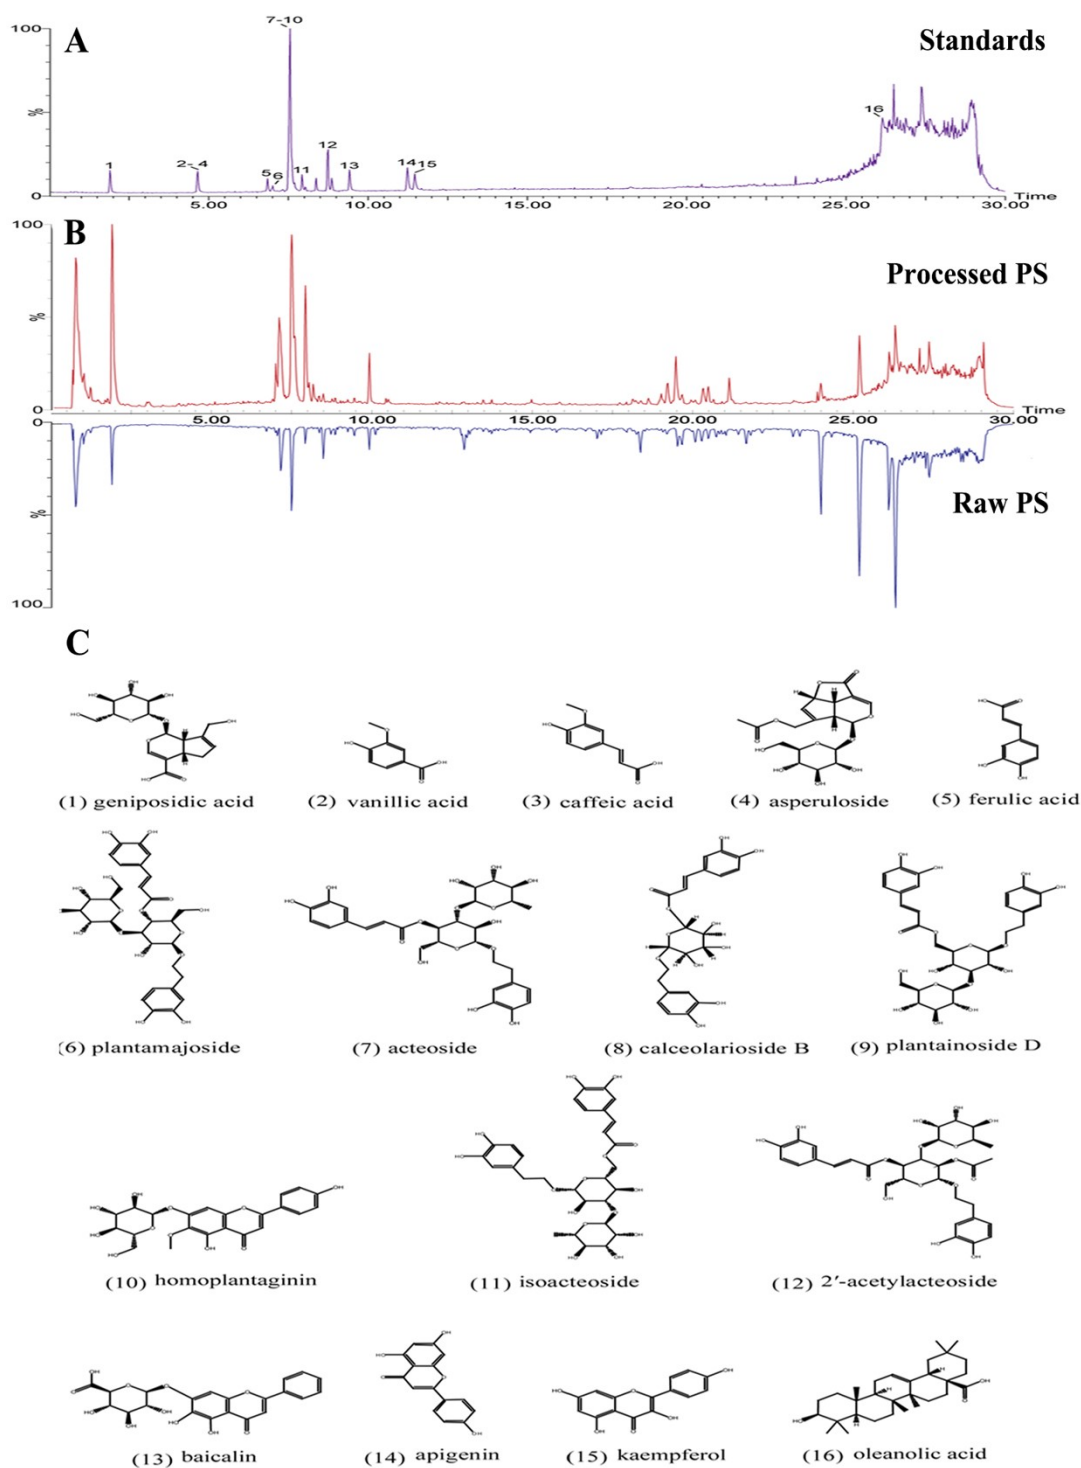 A
Standards
100
%
0
1
2-4
5
6
7-10
11
12
13
14
15
16
5.00
10.00
15.00
20.00
25.00
30.00
Time
B
Processed PS
100
%
0
5.00
10.00
15.00
20.00
25.00
30.00
Time
0
%
100
Raw PS
C
(1) geniposidic acid
(2) vanillic acid
(3) caffeic acid
(4) asperuloside
(5) ferulic acid
(6) plantamajoside
(7) acteoside
(8) calceolarioside B
(9) plantainoside D
(10) homoplantaginin
(11) isoacteoside
(12) 2′-acetylacteoside
(13) baicalin
(14) apigenin
(15) kaempferol
(16) oleanolic acid